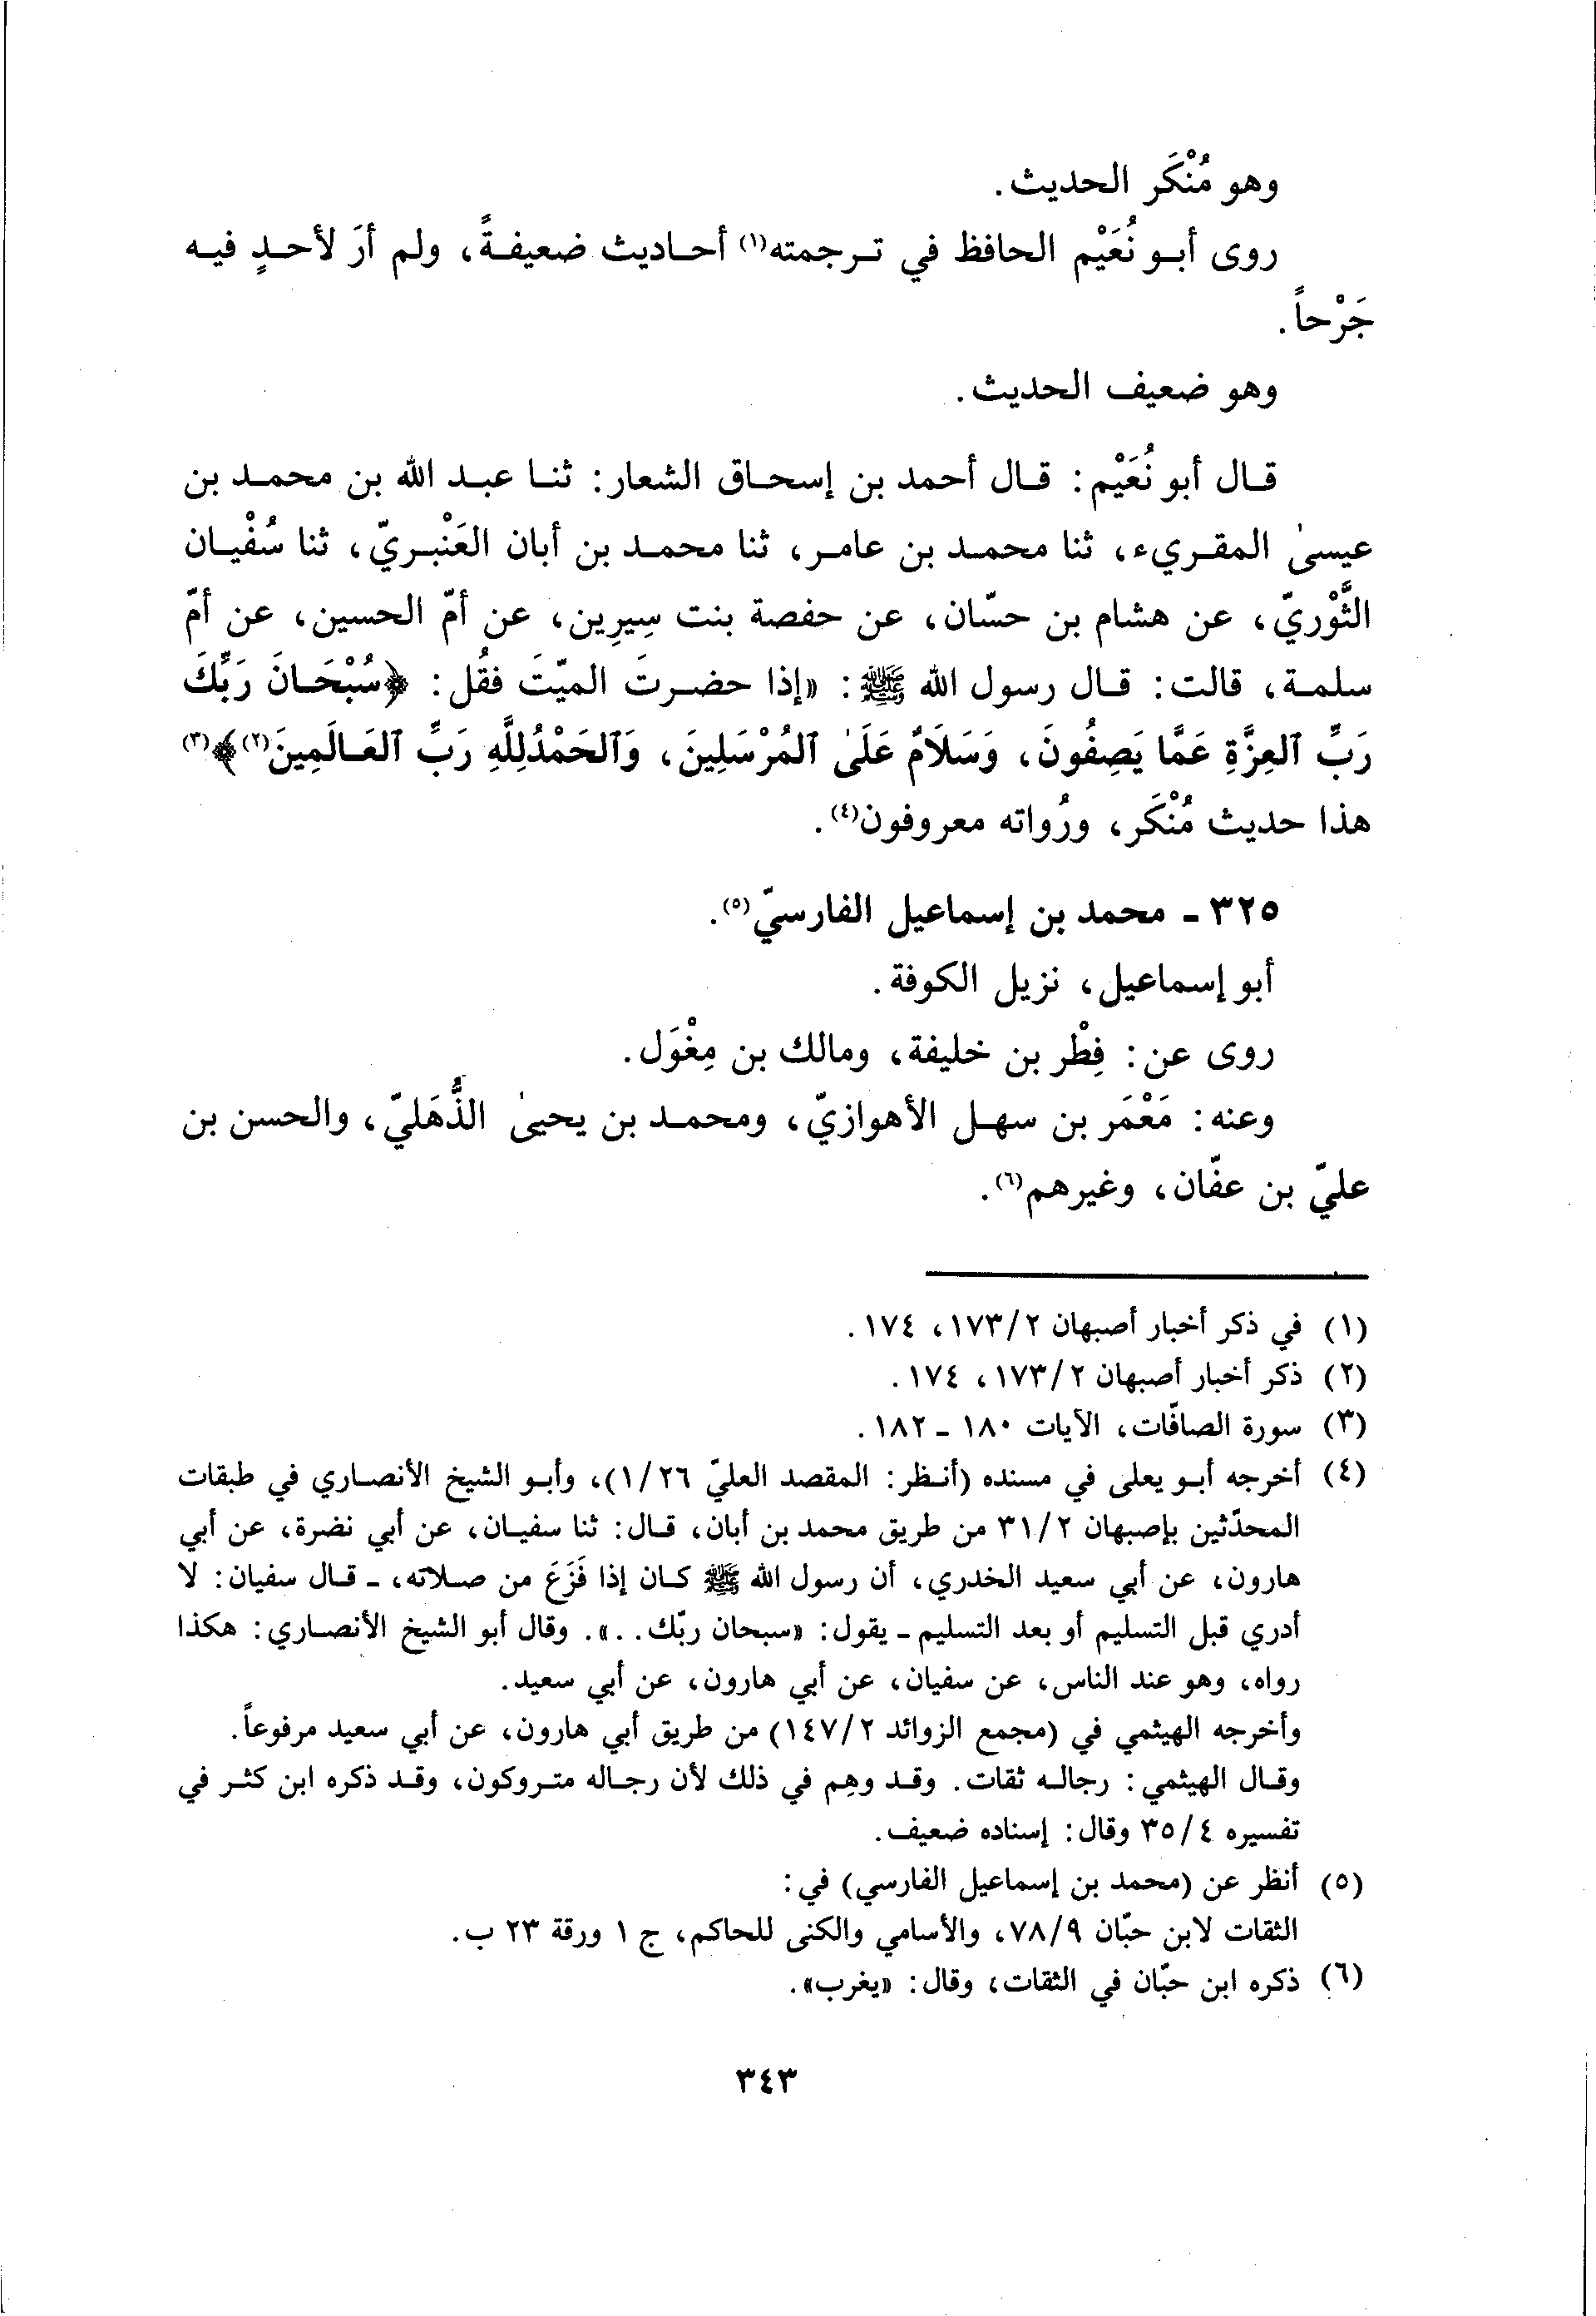 وهو مُنْكَر الحديث.
روى أبو نُعَيْم الحافظ في ترجمته(١) أحاديث ضعيفةً، ولم أرَ لأحدٍ فيه
جَرْحاً.
وهو ضعيف الحديث.
قال أبو نُعَيْم: قال أحمد بن إسحاق الشعار: ثنا عبد الله بن محمد بن
عيسىٰ المقريء، ثنا محمد بن عامر، ثنا محمد بن أبان العَنْبريّ، ثنا سُفْيان
الثَّوْريّ، عن هشام بن حسّان، عن حفصة بنت سِيرِين، عن أمّ الحسين، عن أمّ
سلمة، قالت: قال رسول الله ﷺ: «إذا حضرتَ الميّتَ فقُل: ﴿سُبْحَانَ رَبِّكَ
رَبِّ ٱلعِزَّةِ عَمَّا يَصِفُونَ، وَسَلَامٌ عَلَىٰ ٱلمُرْسَلِينَ، وَٱلحَمْدُلِلَّهِ رَبِّ ٱلعَالَمِينَ(٢)﴾(٣)
هذا حديث مُنْكَر، ورُواته معروفون(٤).
٣٢٥ - محمد بن إسماعيل الفارسيّ(٥).
أبو إسماعيل، نزيل الكوفة.
روى عن: فِطْر بن خليفة، ومالك بن مِغْوَل.
وعنه: مَعْمَر بن سهل الأهوازيّ، ومحمد بن يحيىٰ الذُّهَليّ، والحسن بن
عليّ بن عفّان، وغيرهم(٦).
(١) في ذكر أخبار أصبهان ١٧٣/٢، ١٧٤.
(٢) ذكر أخبار أصبهان ١٧٣/٢، ١٧٤.
(٣) سورة الصافّات، الآيات ١٨٠ - ١٨٢.
(٤) أخرجه أبو يعلى في مسنده (أنظر: المقصد العليّ ١/٢٦)، وأبو الشيخ الأنصاري في طبقات
المحدّثين بإصبهان ٣١/٢ من طريق محمد بن أبان، قال: ثنا سفيان، عن أبي نضرة، عن أبي
هارون، عن أبي سعيد الخدري، أن رسول الله ﷺ كان إذا فَزَغَ من صلاته، - قال سفيان: لا
أدري قبل التسليم أو بعد التسليم - يقول: «سبحان ربّك. . .». وقال أبو الشيخ الأنصاري: هكذا
رواه، وهو عند الناس، عن سفيان، عن أبي هارون، عن أبي سعيد.
وأخرجه الهيثمي في (مجمع الزوائد ١٤٧/٢) من طريق أبي هارون، عن أبي سعيد مرفوعاً.
وقال الهيثمي: رجاله ثقات. وقد وهِم في ذلك لأن رجاله متروكون، وقد ذكره ابن كثر في
تفسيره ٣٥/٤ وقال: إسناده ضعيف.
(٥) أنظر عن (محمد بن إسماعيل الفارسي) في:
الثقات لابن حبّان ٧٨/٩، والأسامي والكنى للحاكم، ج ١ ورقة ٢٣ ب.
(٦) ذكره ابن حبّان في الثقات، وقال: «يغرب».
٣٤٣